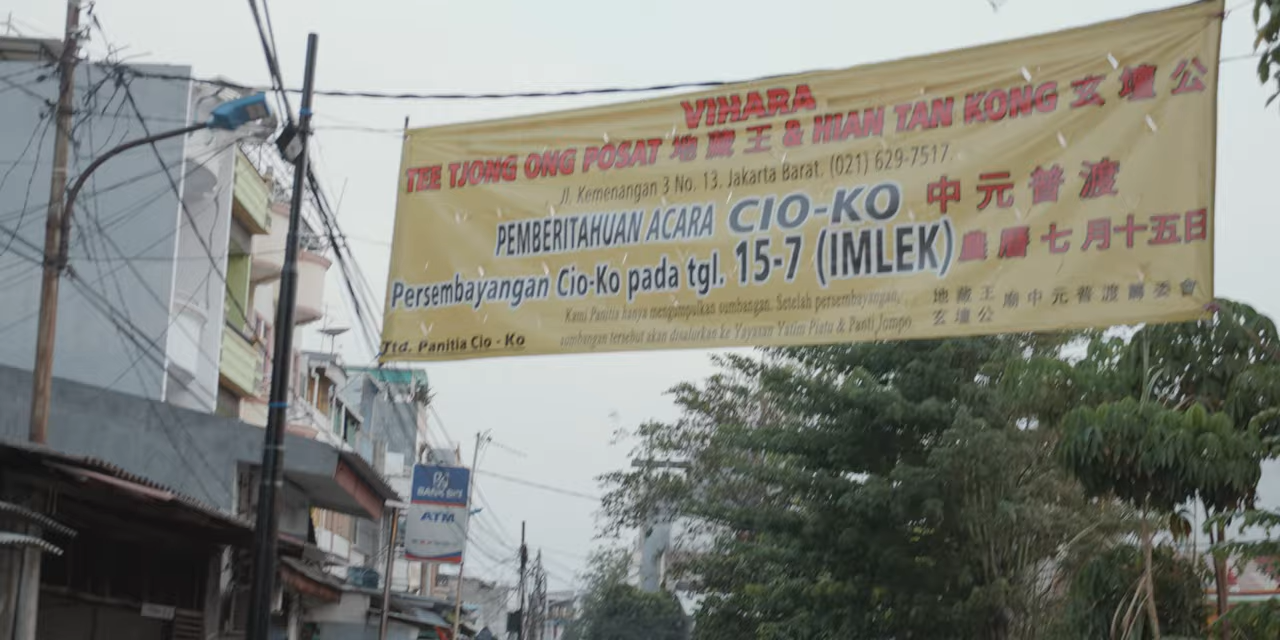 VIHARA
TEE TJONG ONG POSAT 地藏王 & HIAN TAN KONG 玄壇公
Jl. Kemenangan 3 No. 13. Jakarta Barat. (021) 629-7517.
PEMBERITAHUAN ACARA CIO-KO 中元普渡
Persembayangan Cio-Ko pada tgl. 15-7 (IMLEK) 農曆七月十五日
Kami Panitia hanya mengumpulkan sumbangan. Setelah persembayangan,
sumbangan tersebut akan disalurkan ke Yayasan Yatim Piatu & Panti Jompo
地藏王
玄壇公
廟中元普渡籌委會
Ttd. Panitia Cio - Ko
BANK BRI
ATM